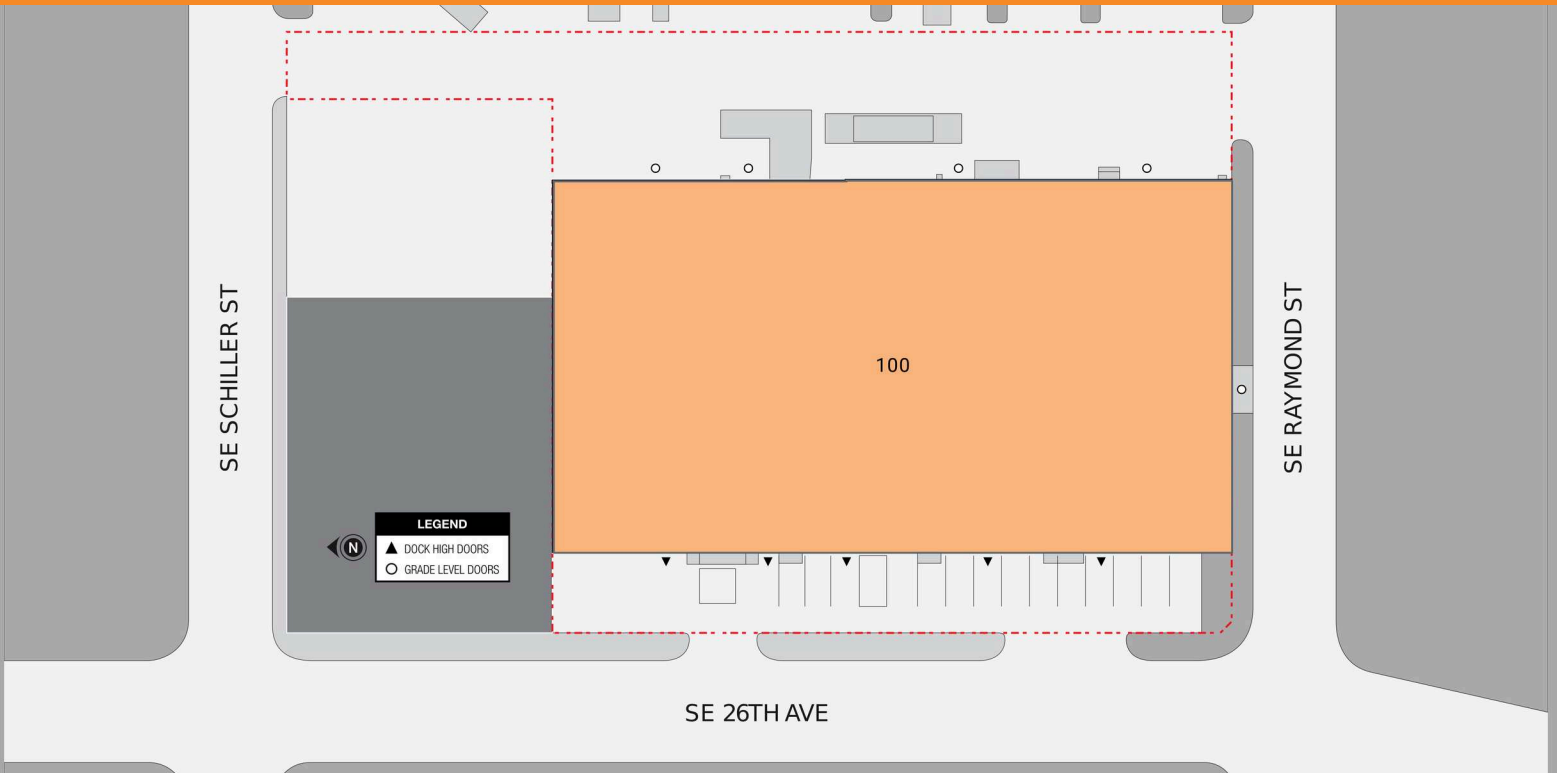 SE SCHILLER ST
SE RAYMOND ST
100
LEGEND
DOCK HIGH DOORS
GRADE LEVEL DOORS
N
SE 26TH AVE